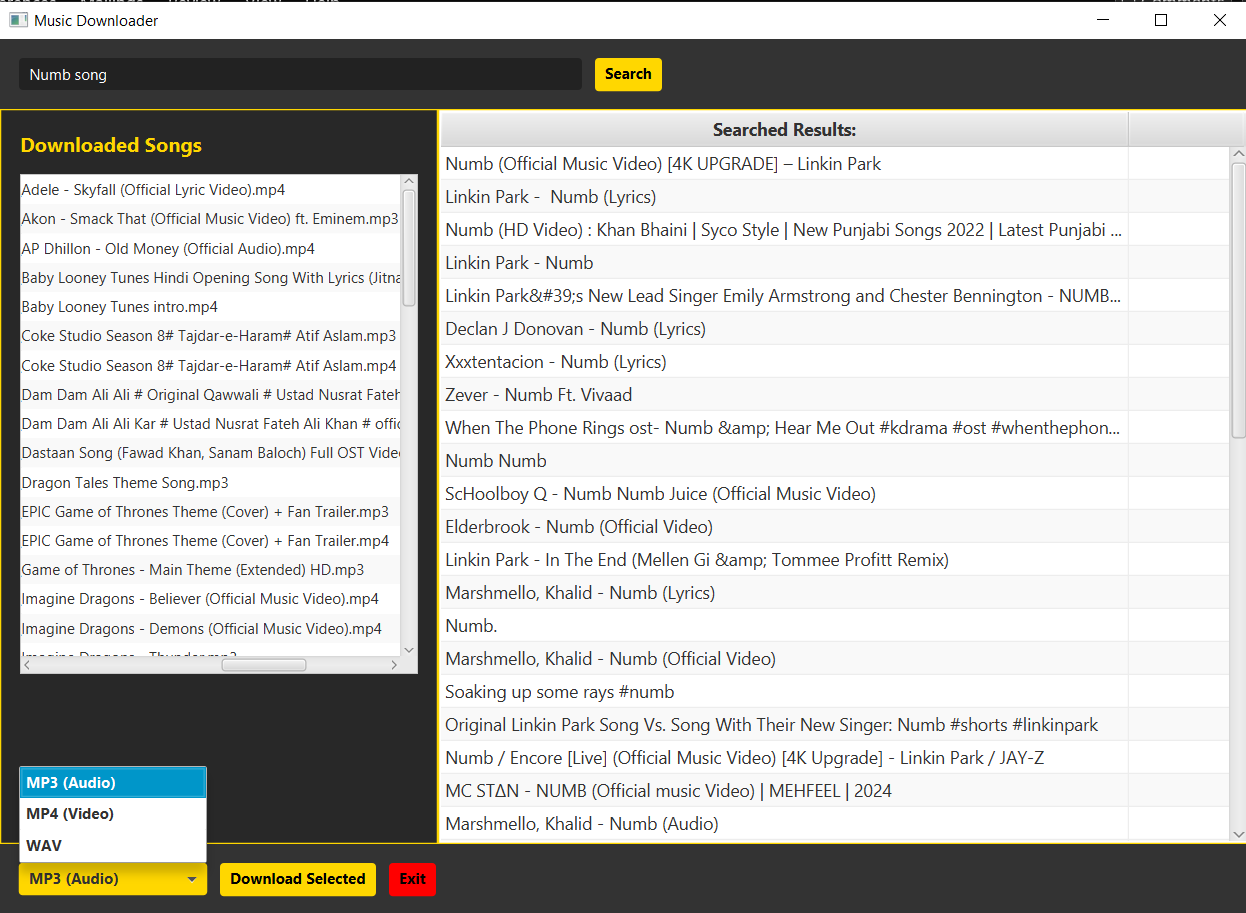 Music Downloader
Numb song
Search
Downloaded Songs
Adele - Skyfall (Official Lyric Video).mp4
Akon - Smack That (Official Music Video) ft. Eminem.mp3
AP Dhillon - Old Money (Official Audio).mp4
Baby Looney Tunes Hindi Opening Song With Lyrics (Jitna
Baby Looney Tunes intro.mp4
Coke Studio Season 8# Tajdar-e-Haram# Atif Aslam.mp3
Coke Studio Season 8# Tajdar-e-Haram# Atif Aslam.mp4
Dam Dam Ali Ali # Original Qawwali # Ustad Nusrat Fateh
Dam Dam Ali Ali Kar # Ustad Nusrat Fateh Ali Khan # offic
Dastaan Song (Fawad Khan, Sanam Baloch) Full OST Video
Dragon Tales Theme Song.mp3
EPIC Game of Thrones Theme (Cover) + Fan Trailer.mp3
EPIC Game of Thrones Theme (Cover) + Fan Trailer.mp4
Game of Thrones - Main Theme (Extended) HD.mp3
Imagine Dragons - Believer (Official Music Video).mp4
Imagine Dragons - Demons (Official Music Video).mp4
Imagine Dragons - Thunder.mp3
Searched Results:
Numb (Official Music Video) [4K UPGRADE] – Linkin Park
Linkin Park -  Numb (Lyrics)
Numb (HD Video) : Khan Bhaini | Syco Style | New Punjabi Songs 2022 | Latest Punjabi ...
Linkin Park - Numb
Linkin Park&#39;s New Lead Singer Emily Armstrong and Chester Bennington - NUMB...
Declan J Donovan - Numb (Lyrics)
Xxxtentacion - Numb (Lyrics)
Zever - Numb Ft. Vivaad
When The Phone Rings ost- Numb &amp; Hear Me Out #kdrama #ost #whenthephon...
Numb Numb
ScHoolboy Q - Numb Numb Juice (Official Music Video)
Elderbrook - Numb (Official Video)
Linkin Park - In The End (Mellen Gi &amp; Tommee Profitt Remix)
Marshmello, Khalid - Numb (Lyrics)
Numb.
Marshmello, Khalid - Numb (Official Video)
Soaking up some rays #numb
Original Linkin Park Song Vs. Song With Their New Singer: Numb #shorts #linkinpark
Numb / Encore [Live] (Official Music Video) [4K Upgrade] - Linkin Park / JAY-Z
MC STΔN - NUMB (Official music Video) | MEHFEEL | 2024
Marshmello, Khalid - Numb (Audio)
MP3 (Audio)
MP4 (Video)
WAV
MP3 (Audio)
Download Selected
Exit